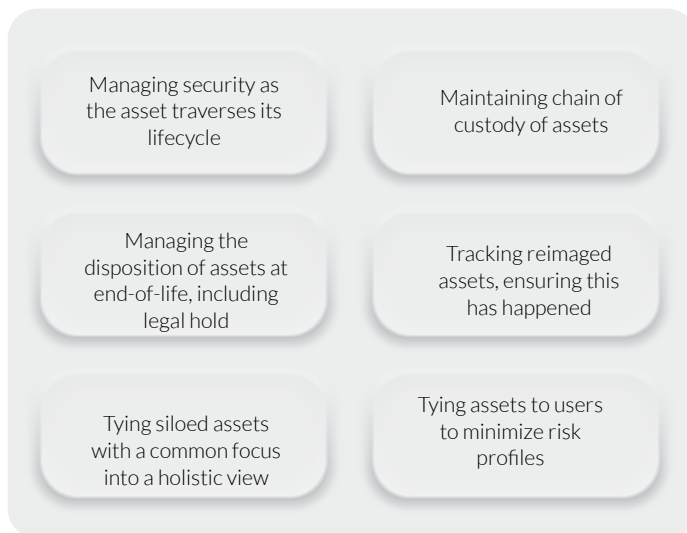 Managing security as
the asset traverses its
lifecycle
Maintaining chain of
custody of assets
Managing the
disposition of assets at
end-of-life, including
legal hold
Tracking reimaged
assets, ensuring this
has happened
Tying siloed assets
with a common focus
into a holistic view
Tying assets to users
to minimize risk
profiles